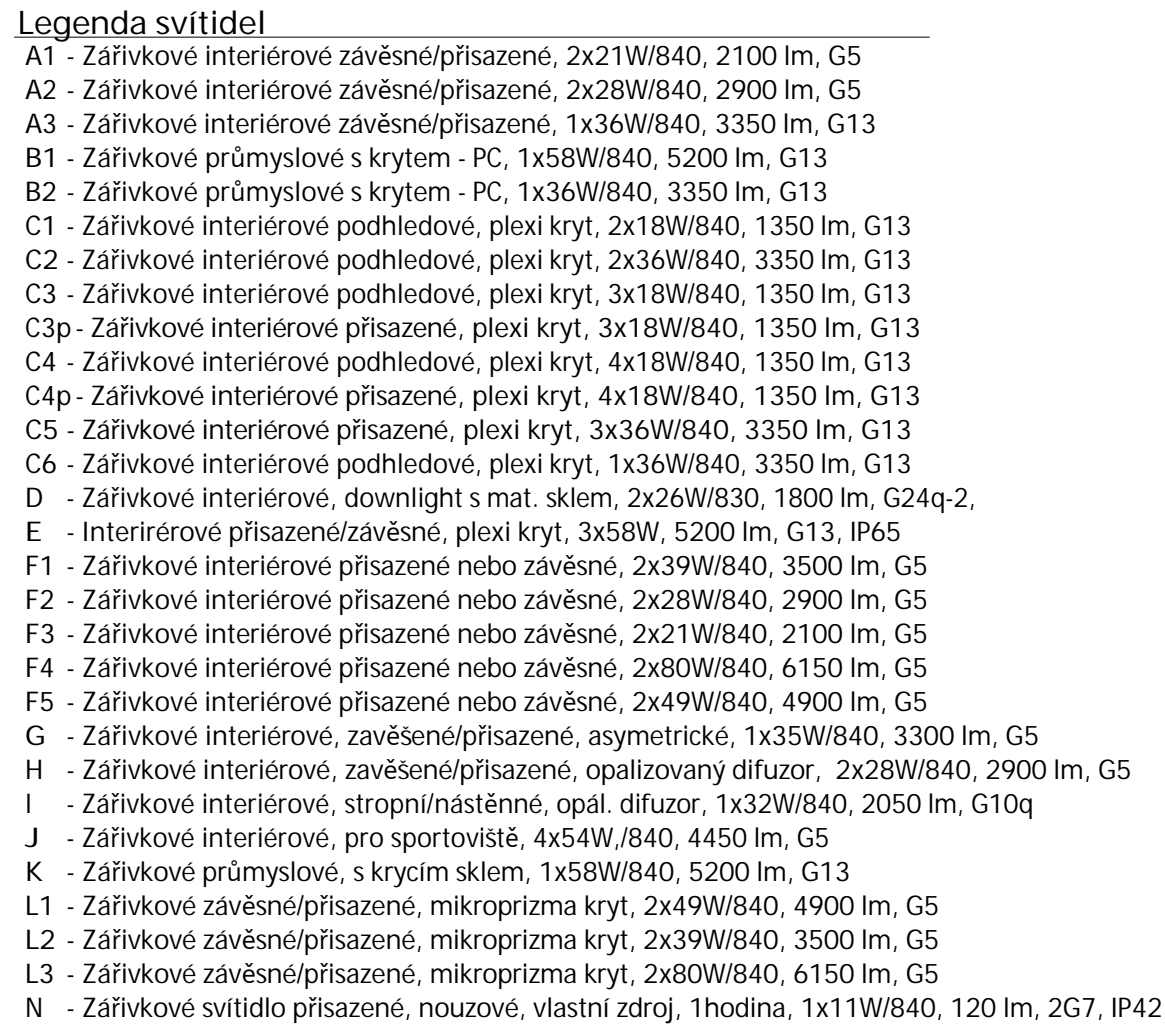 Legenda svítidel
A1 - Zářivkové interiérové závěsné/přisazené, 2x21W/840, 2100 lm, G5
A2 - Zářivkové interiérové závěsné/přisazené, 2x28W/840, 2900 lm, G5
A3 - Zářivkové interiérové závěsné/přisazené, 1x36W/840, 3350 lm, G13
B1 - Zářivkové průmyslové s krytem - PC, 1x58W/840, 5200 lm, G13
B2 - Zářivkové průmyslové s krytem - PC, 1x36W/840, 3350 lm, G13
C1 - Zářivkové interiérové podhledové, plexi kryt, 2x18W/840, 1350 lm, G13
C2 - Zářivkové interiérové podhledové, plexi kryt, 2x36W/840, 3350 lm, G13
C3 - Zářivkové interiérové podhledové, plexi kryt, 3x18W/840, 1350 lm, G13
C3p - Zářivkové interiérové přisazené, plexi kryt, 3x18W/840, 1350 lm, G13
C4 - Zářivkové interiérové podhledové, plexi kryt, 4x18W/840, 1350 lm, G13
C4p - Zářivkové interiérové přisazené, plexi kryt, 4x18W/840, 1350 lm, G13
C5 - Zářivkové interiérové přisazené, plexi kryt, 3x36W/840, 3350 lm, G13
C6 - Zářivkové interiérové podhledové, plexi kryt, 1x36W/840, 3350 lm, G13
D - Zářivkové interiérové, downlight s mat. sklem, 2x26W/830, 1800 lm, G24q-2,
E - Interirérové přisazené/závěsné, plexi kryt, 3x58W, 5200 lm, G13, IP65
F1 - Zářivkové interiérové přisazené nebo závěsné, 2x39W/840, 3500 lm, G5
F2 - Zářivkové interiérové přisazené nebo závěsné, 2x28W/840, 2900 lm, G5
F3 - Zářivkové interiérové přisazené nebo závěsné, 2x21W/840, 2100 lm, G5
F4 - Zářivkové interiérové přisazené nebo závěsné, 2x80W/840, 6150 lm, G5
F5 - Zářivkové interiérové přisazené nebo závěsné, 2x49W/840, 4900 lm, G5
G - Zářivkové interiérové, zavěšené/přisazené, asymetrické, 1x35W/840, 3300 lm, G5
H - Zářivkové interiérové, zavěšené/přisazené, opalizovaný difuzor, 2x28W/840, 2900 lm, G5
I - Zářivkové interiérové, stropní/nástěnné, opál. difuzor, 1x32W/840, 2050 lm, G10q
J - Zářivkové interiérové, pro sportoviště, 4x54W,/840, 4450 lm, G5
K - Zářivkové průmyslové, s krycím sklem, 1x58W/840, 5200 lm, G13
L1 - Zářivkové závěsné/přisazené, mikroprizma kryt, 2x49W/840, 4900 lm, G5
L2 - Zářivkové závěsné/přisazené, mikroprizma kryt, 2x39W/840, 3500 lm, G5
L3 - Zářivkové závěsné/přisazené, mikroprizma kryt, 2x80W/840, 6150 lm, G5
N - Zářivkové svítidlo přisazené, nouzové, vlastní zdroj, 1hodina, 1x11W/840, 120 lm, 2G7, IP42